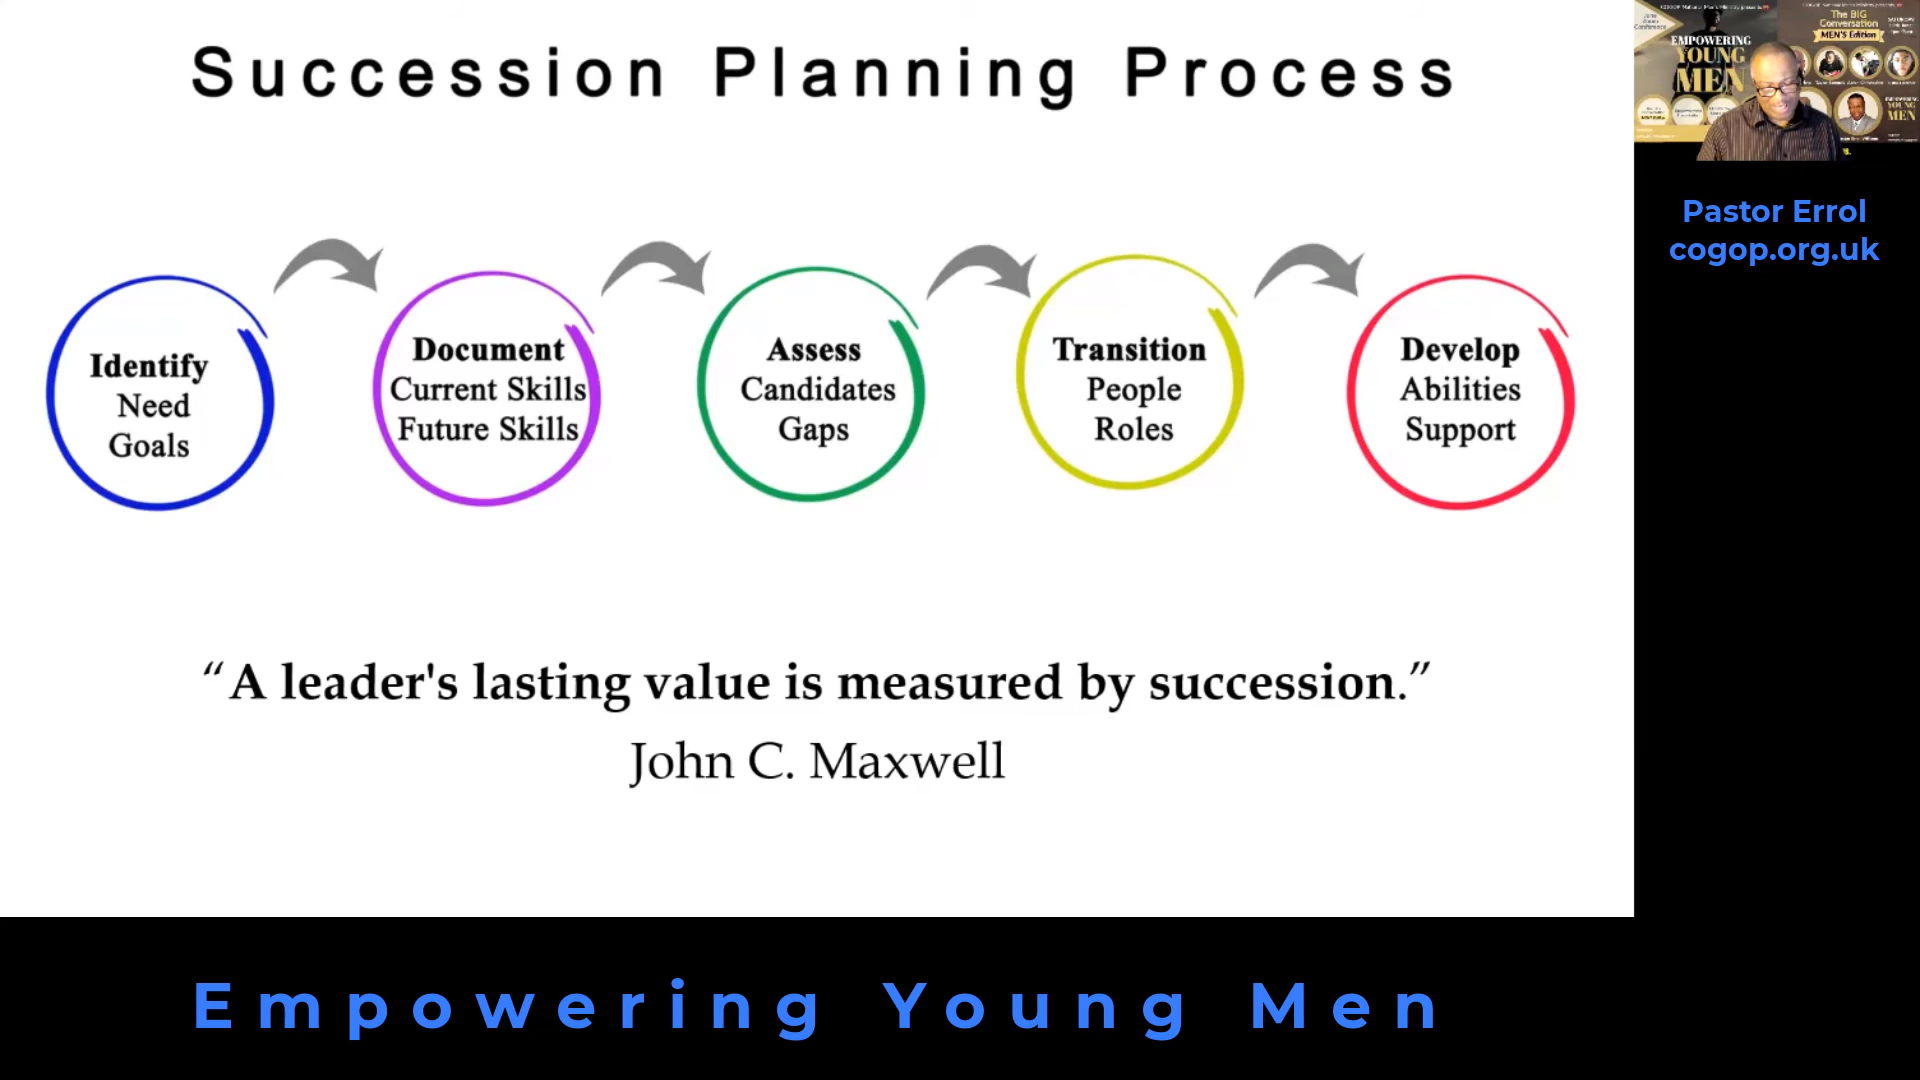 Succession Planning Process
Identify
Need
Goals
Document
Current Skills
Future Skills
Assess
Candidates
Gaps
Transition
People
Roles
Develop
Abilities
Support
“A leader's lasting value is measured by succession.”
John C. Maxwell
EMPOWERING
YOUNG
MEN
The BIG
Conversation
MEN'S Edition
YOUNG
MEN
Pastor Errol
cogop.org.uk
Empowering Young Men